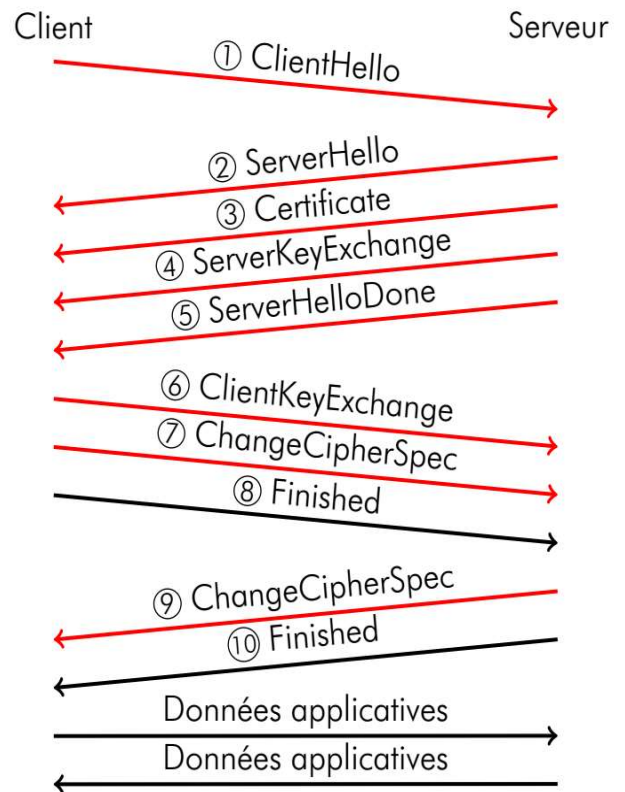 Client
Serveur
① ClientHello
② ServerHello
③ Certificate
④ ServerKeyExchange
⑤ ServerHelloDone
⑥ ClientKeyExchange
⑦ ChangeCipherSpec
⑧ Finished
⑨ ChangeCipherSpec
⑩ Finished
Données applicatives
Données applicatives